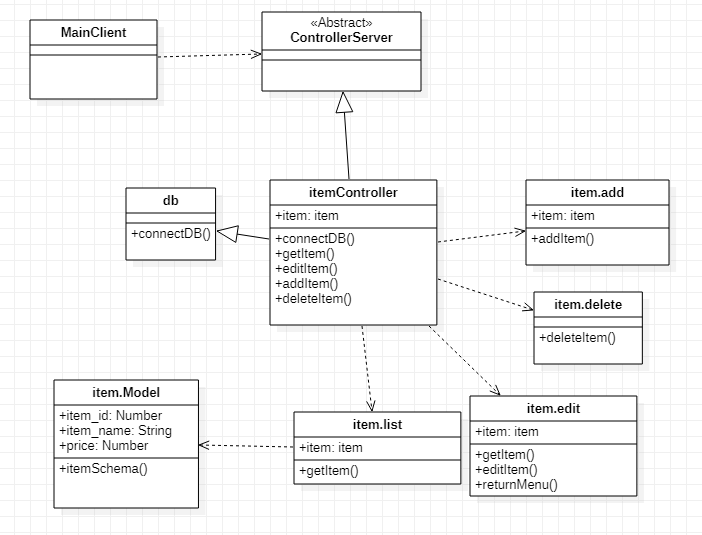 MainClient
«Abstract»
ControllerServer
db
+connectDB()
itemController
+item: item
+connectDB()
+getItem()
+editItem()
+addItem()
+deleteItem()
item.add
+item: item
+addItem()
item.delete
+deleteItem()
item.Model
+item_id: Number
+item_name: String
+price: Number
+itemSchema()
item.list
+item: item
+getItem()
item.edit
+item: item
+getItem()
+editItem()
+returnMenu()